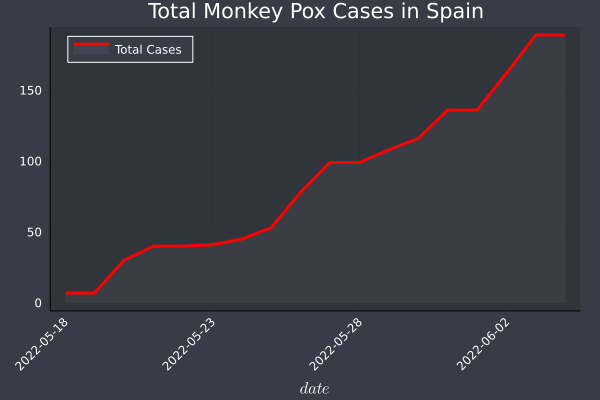 Total Monkey Pox Cases in Spain
Total Cases
150
100
50
0
2022-05-18
2022-05-23
2022-05-28
2022-06-02
date